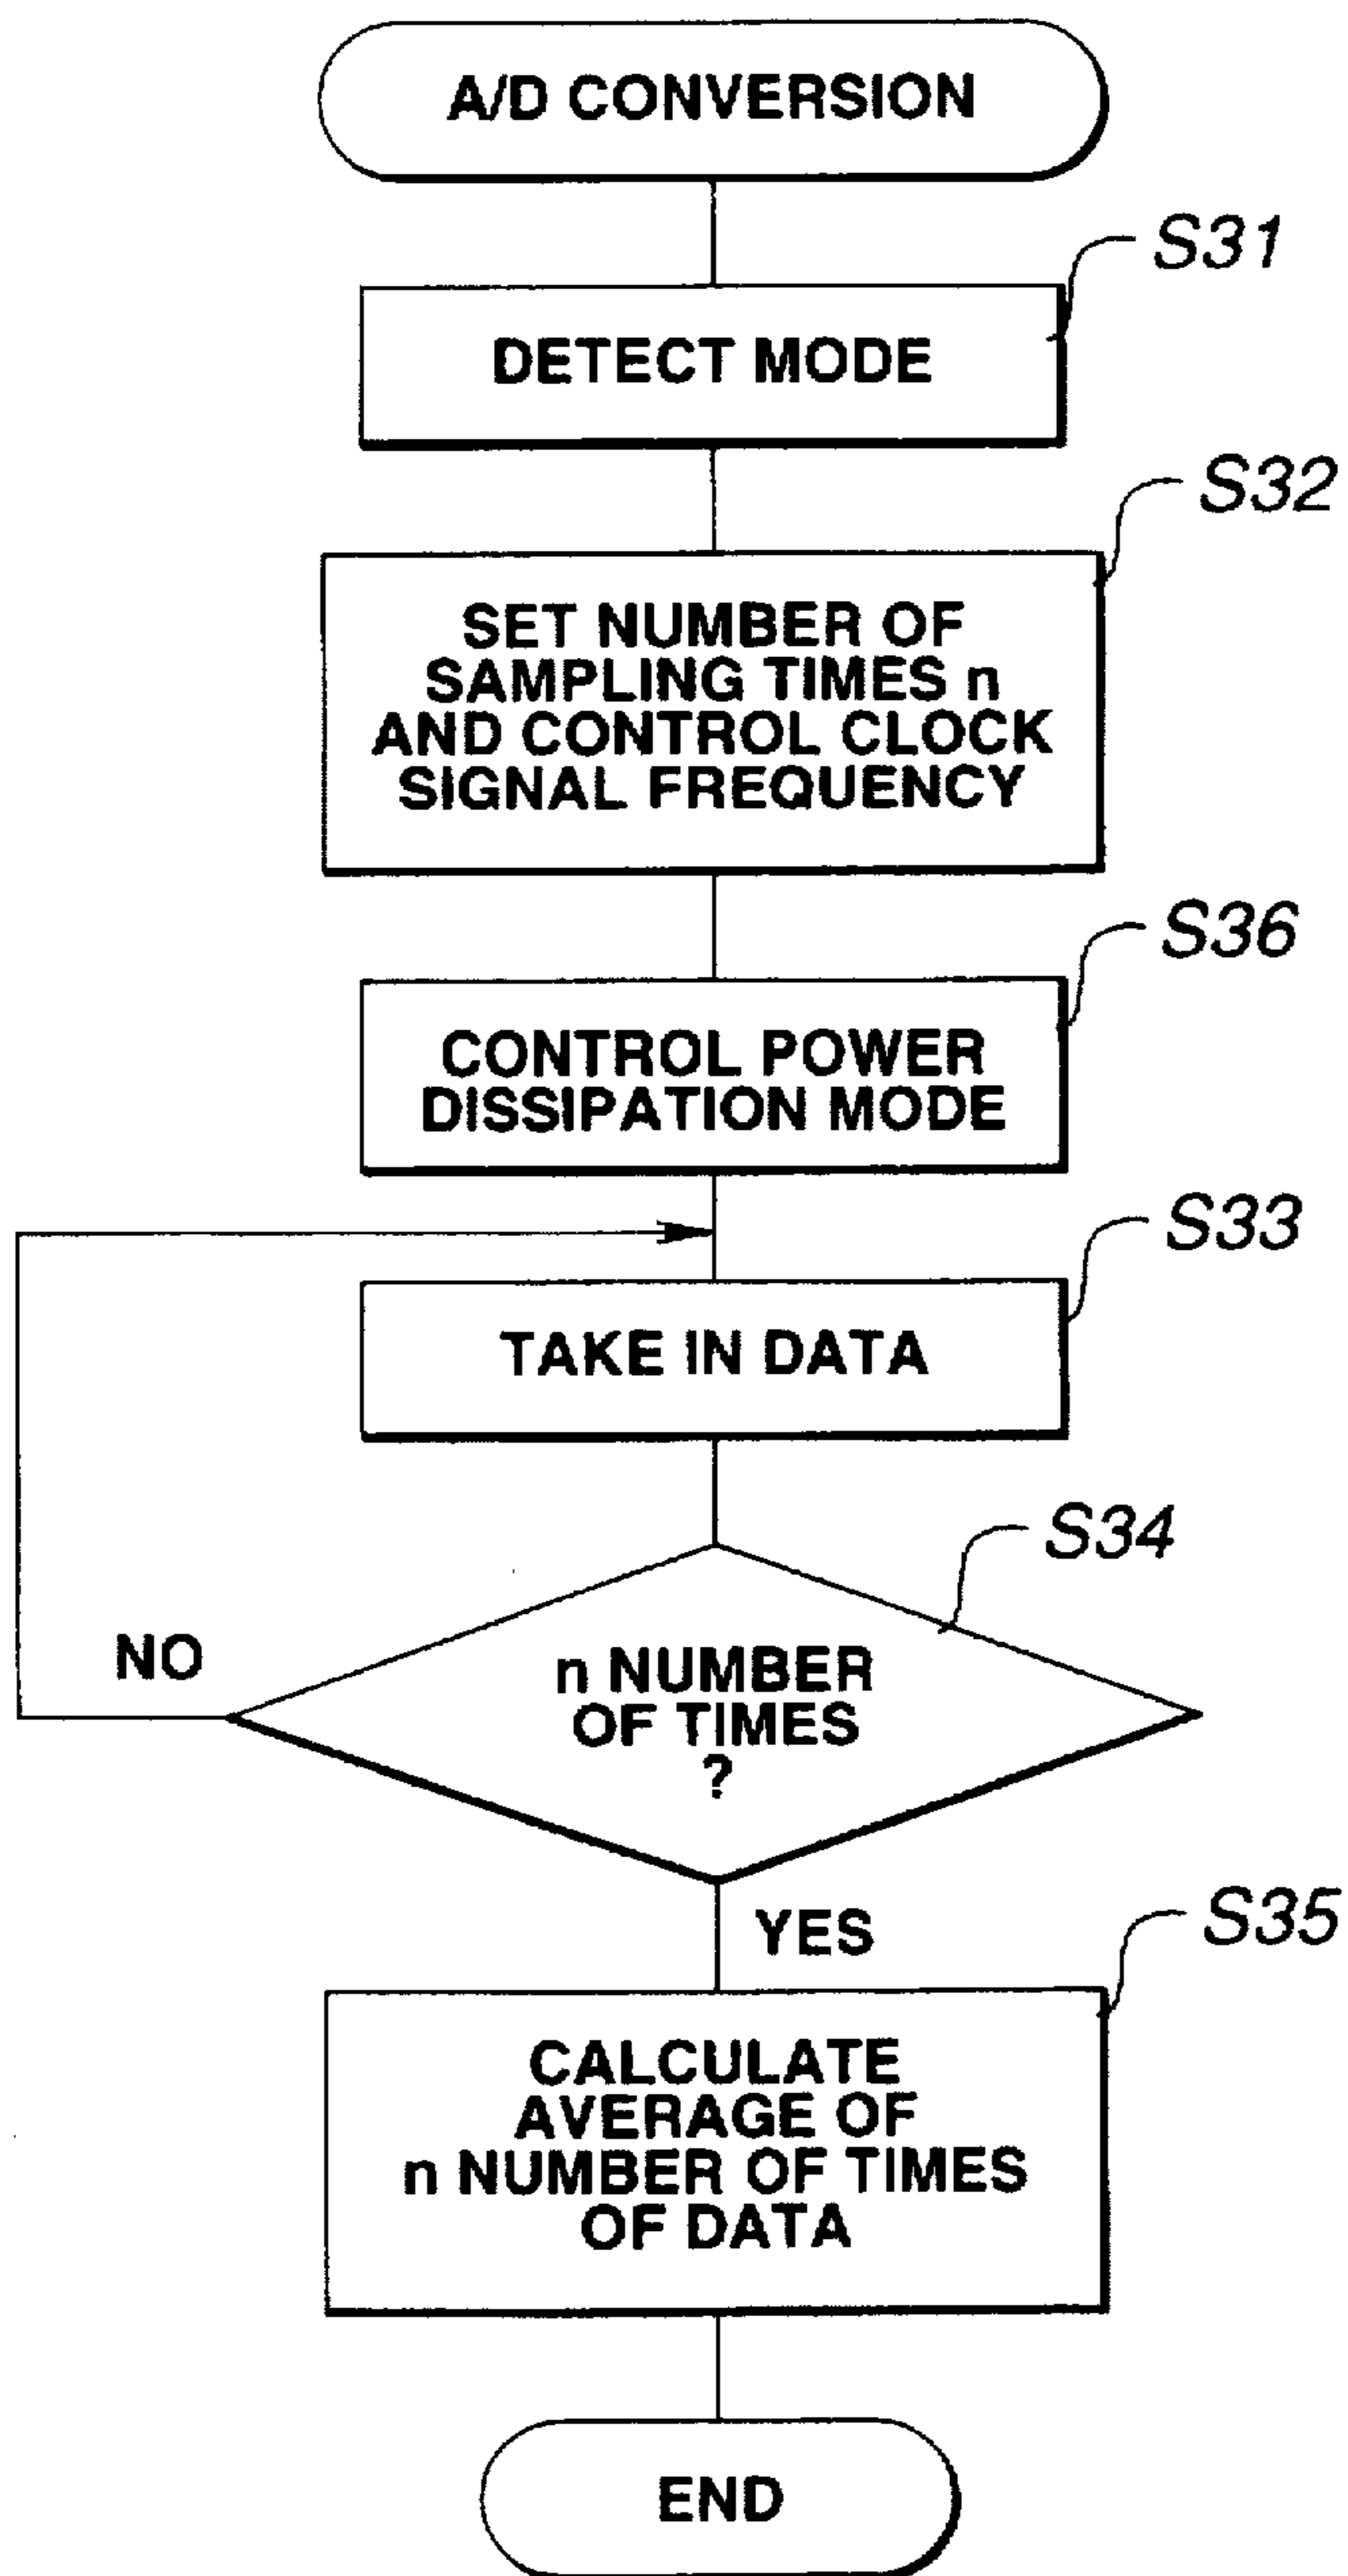 A/D CONVERSION
S31
DETECT MODE
S32
SET NUMBER OF
SAMPLING TIMES n
AND CONTROL CLOCK
SIGNAL FREQUENCY
S36
CONTROL POWER
DISSIPATION MODE
S33
TAKE IN DATA
S34
NO
n NUMBER
OF TIMES
?
YES
S35
CALCULATE
AVERAGE OF
n NUMBER OF TIMES
OF DATA
END